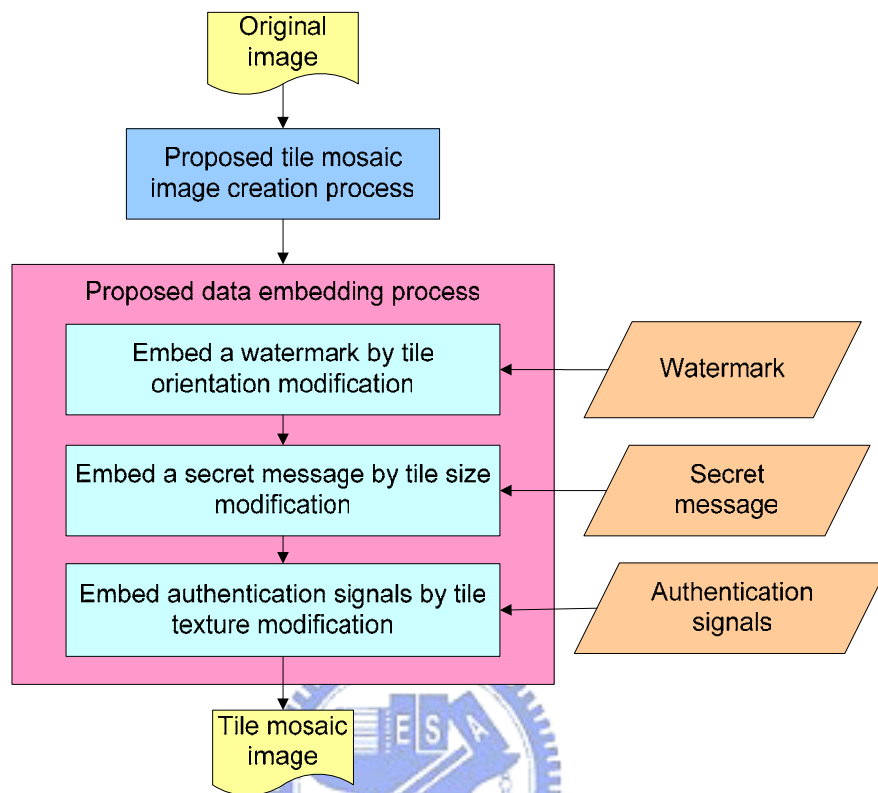 Original
image
Proposed tile mosaic
image creation process
Proposed data embedding process
Embed a watermark by tile
orientation modification
Watermark
Embed a secret message by tile size
modification
Secret
message
Embed authentication signals by tile
texture modification
Authentication
signals
Tile mosaic
image
E S A